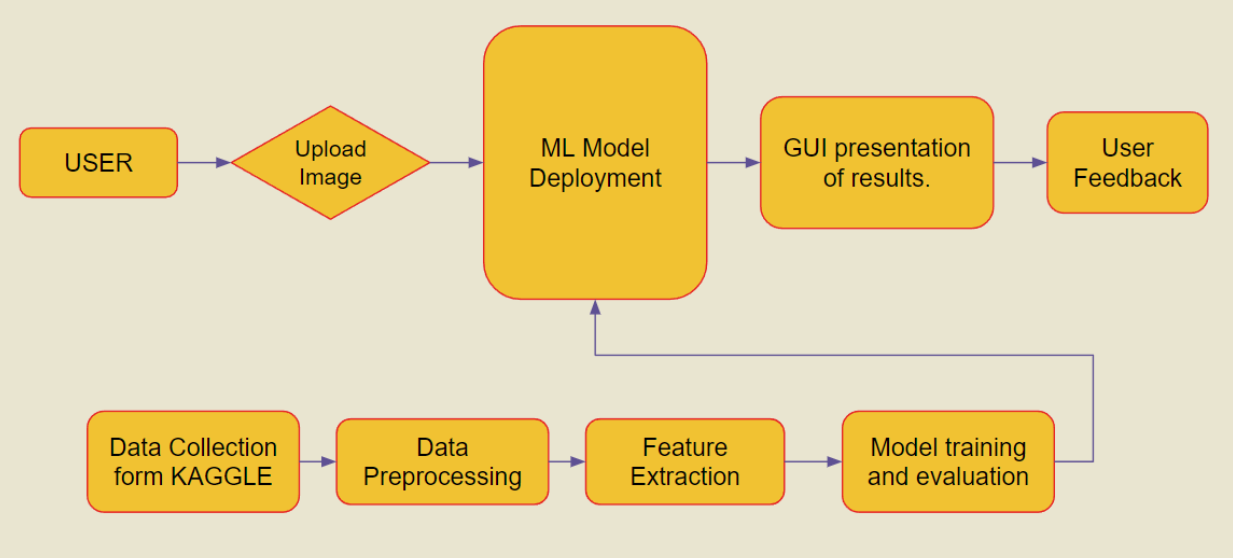 USER
Upload
Image
ML Model
Deployment
GUI presentation
of results.
User
Feedback
Data Collection
form KAGGLE
Data
Preprocessing
Feature
Extraction
Model training
and evaluation